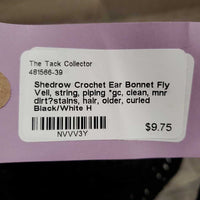 The Tack Collector
481566-39
Shedrow Crochet Ear Bonnet Fly
Veil, string, piping *gc, clean, mnr
dirt?stains, hair, older, curled
Black/White H
NVVV3Y
$9.75